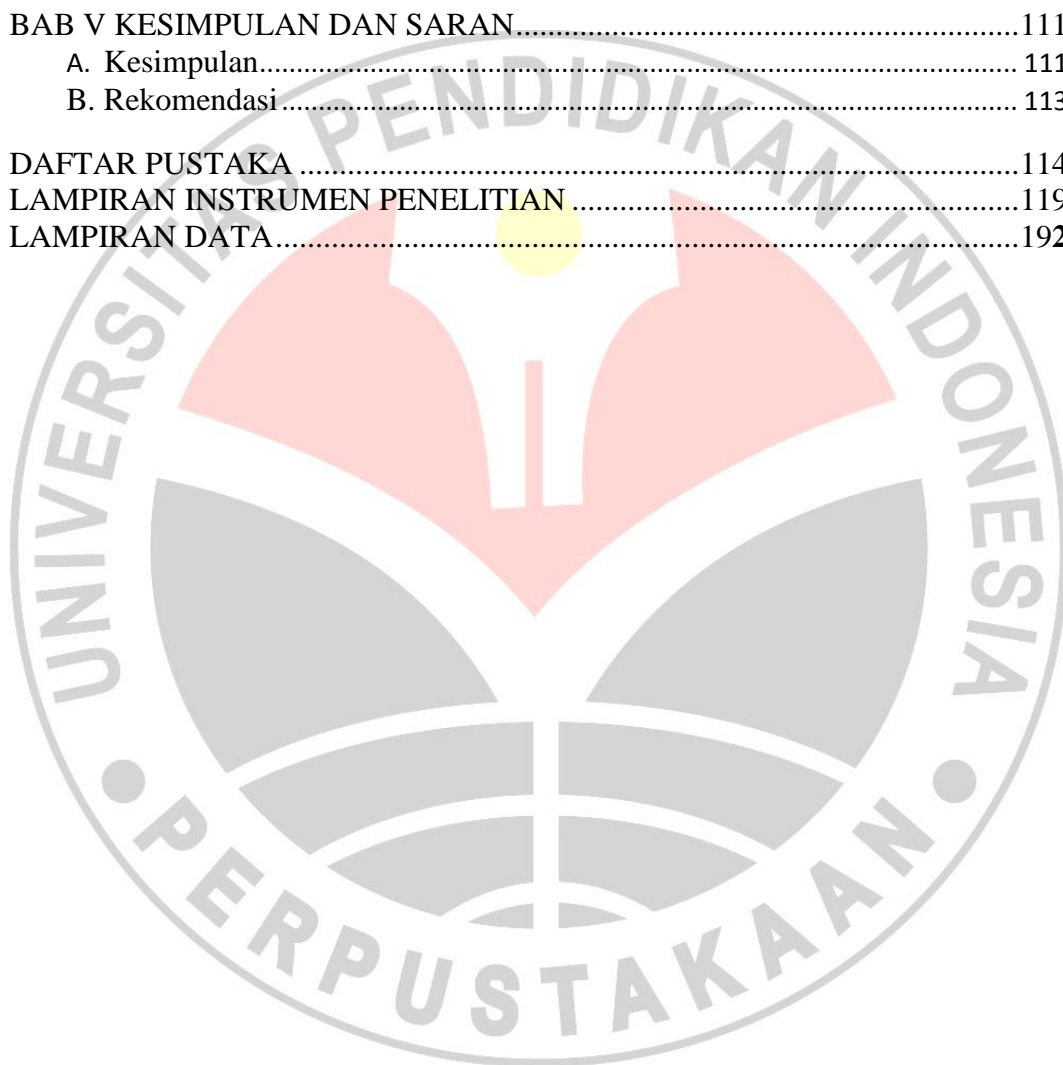 BAB V KESIMPULAN DAN SARAN.....................................................................111
A. Kesimpulan.............................................................................................. 111
B. Rekomendasi........................................................................................... 113
DAFTAR PUSTAKA ..........................................................................................114
LAMPIRAN INSTRUMEN PENELITIAN ..........................................................119
LAMPIRAN DATA..............................................................................................192
UNIVERSITAS PENDIDIKAN INDONESIA
PERPUSTAKAAN